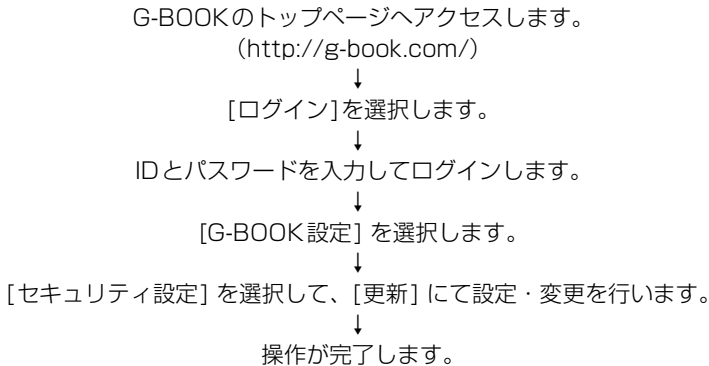 G-BOOKのトップページへアクセスします。
（http://g-book.com/）
↓
[ログイン]を選択します。
↓
IDとパスワードを入力してログインします。
↓
[G-BOOK設定] を選択します。
↓
[セキュリティ設定] を選択して、[更新] にて設定・変更を行います。
↓
操作が完了します。